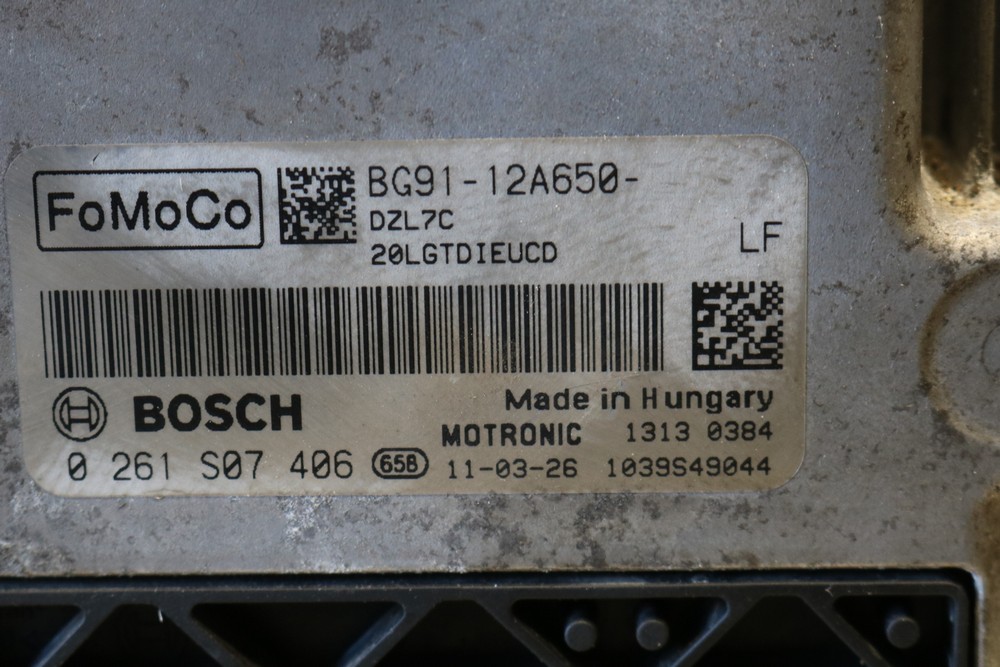 FoMoCo
BG91-12A650-
DZL7C
20LGTDIEUCD
LF
BOSCH
Made in Hungary
MOTRONIC 1313 0384
0 261 S07 406 65B 11-03-26 1039S49044